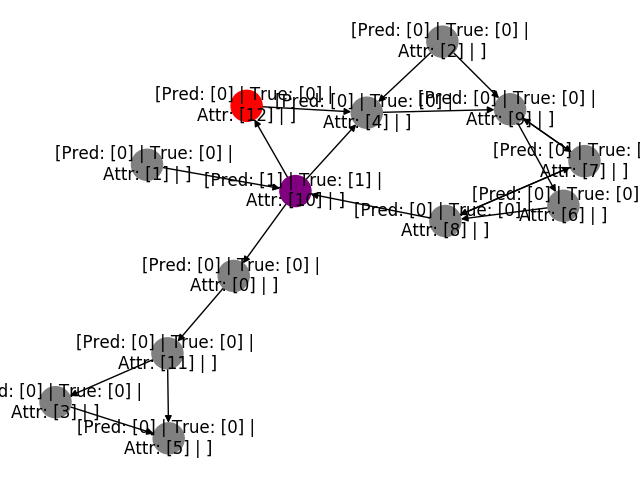 [Pred: [0] | True: [0] |
Attr: [2] | ]
[Pred: [0] | True: [0] |
Attr: [12] | ]
[Pred: [0] | True: [0] |
Attr: [4] | ]
[Pred: [0] | True: [0] |
Attr: [9] | ]
[Pred: [0] | True: [
Attr: [7] | ]
[Pred: [0] | True: [0] |
Attr: [1] | ]
[Pred: [1] | True: [1] |
Attr: [10] | ]
[Pred: [0] | True: [0]
Attr: [6] | ]
[Pred: [0] | True: [0] |
Attr: [8] | ]
[Pred: [0] | True: [0] |
Attr: [0] | ]
[Pred: [0] | True: [0] |
Attr: [11] | ]
d: [0] | True: [0] |
Attr: [3] | ]
[Pred: [0] | True: [0] |
Attr: [5] | ]